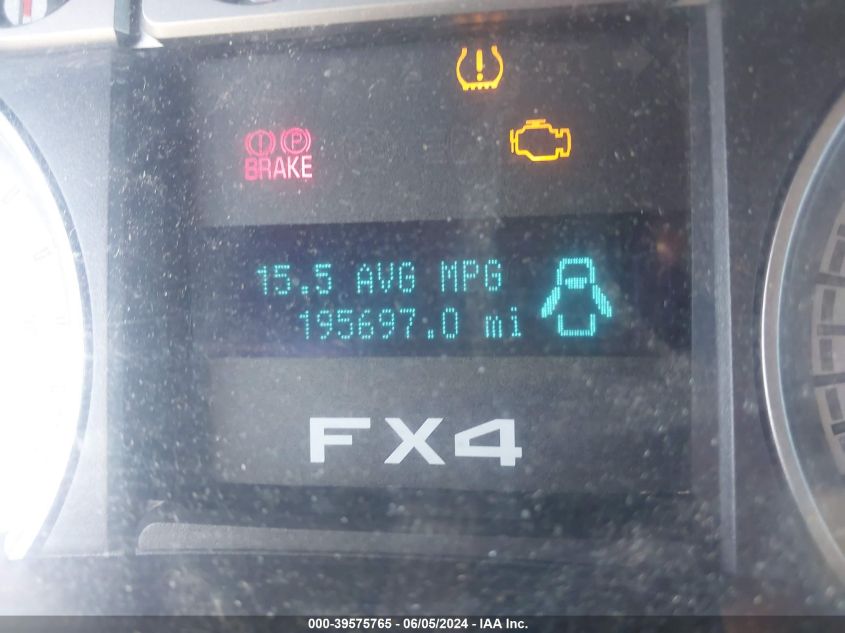 (!) (P)
BRAKE
15.5 AVG MPG
195697.0 mi
FX4
000-39575765 - 06/05/2024 - IAA Inc.